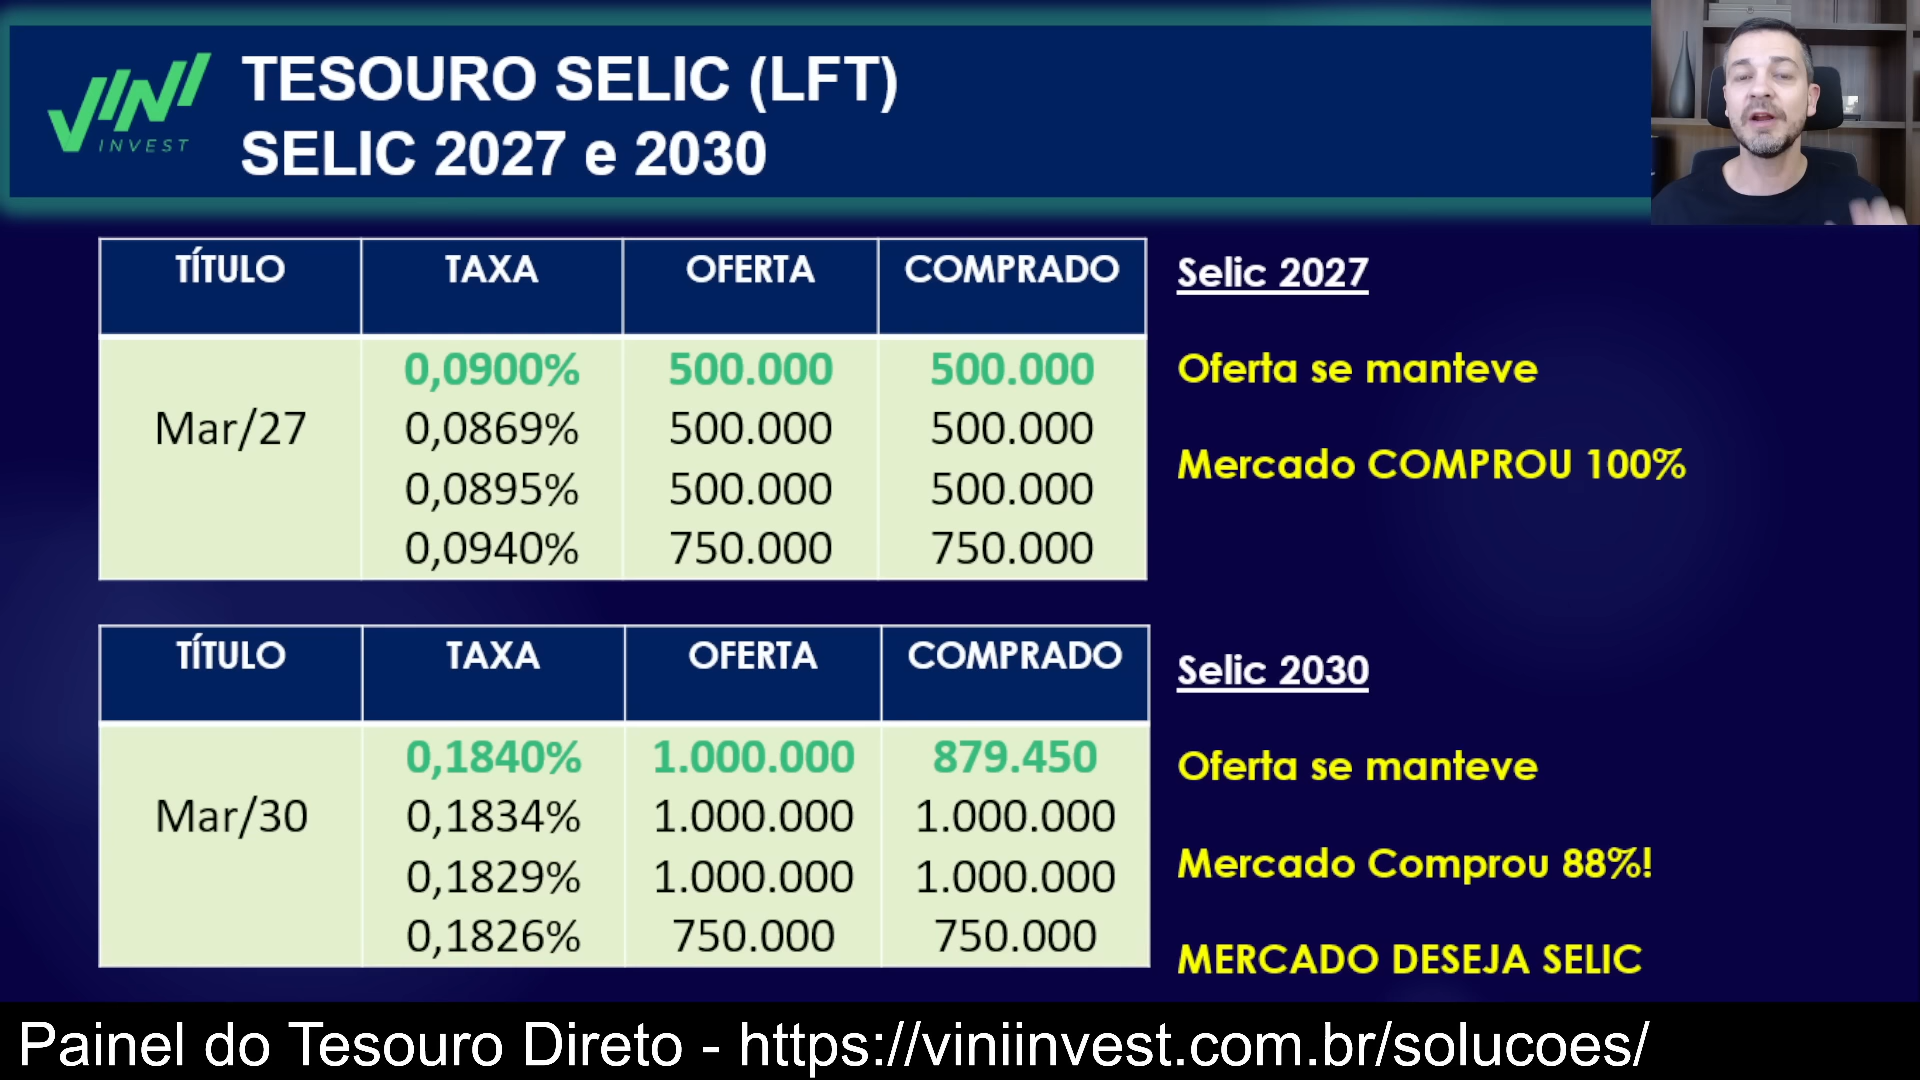 VINI
INVEST
TESOURO SELIC (LFT)
SELIC 2027 e 2030
TÍTULO TAXA OFERTA COMPRADO
0,0900% 500.000 500.000
Mar/27 0,0869% 500.000 500.000
0,0895% 500.000 500.000
0,0940% 750.000 750.000
Selic 2027
Oferta se manteve
Mercado COMPROU 100%
TÍTULO TAXA OFERTA COMPRADO
0,1840% 1.000.000 879.450
Mar/30 0,1834% 1.000.000 1.000.000
0,1829% 1.000.000 1.000.000
0,1826% 750.000 750.000
Selic 2030
Oferta se manteve
Mercado Comprou 88%!
MERCADO DESEJA SELIC
Painel do Tesouro Direto - https://viniinvest.com.br/solucoes/